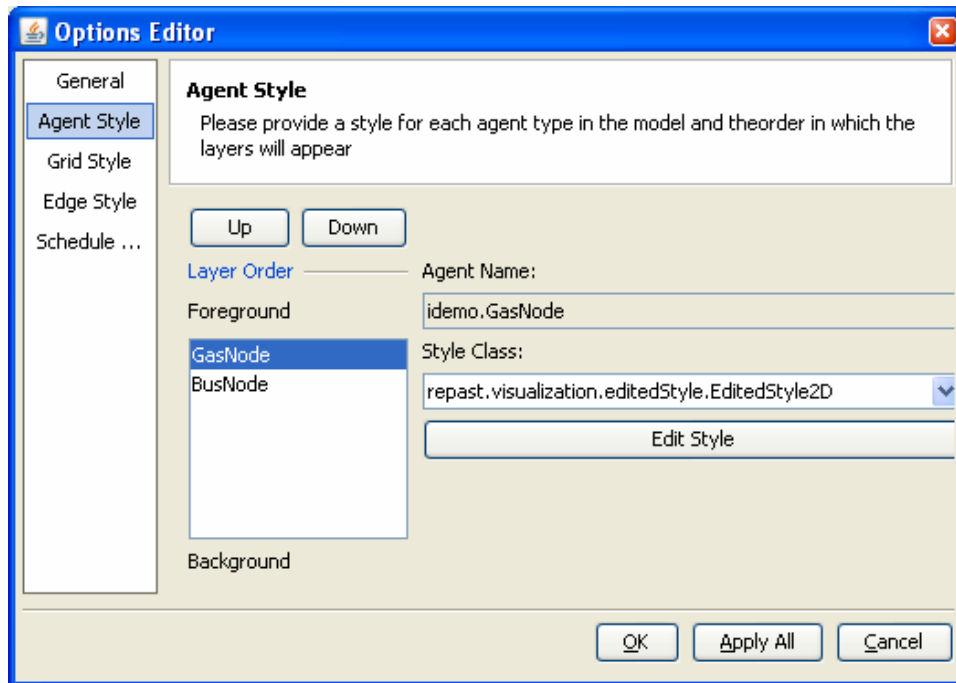 Options Editor
General
Agent Style
Grid Style
Edge Style
Schedule ...
Agent Style
Please provide a style for each agent type in the model and theorder in which the
layers will appear
Up
Down
Layer Order
Foreground
GasNode
BusNode
Background
Agent Name:
idemo.GasNode
Style Class:
repast.visualization.editedStyle.EditedStyle2D
Edit Style
OK
Apply All
Cancel